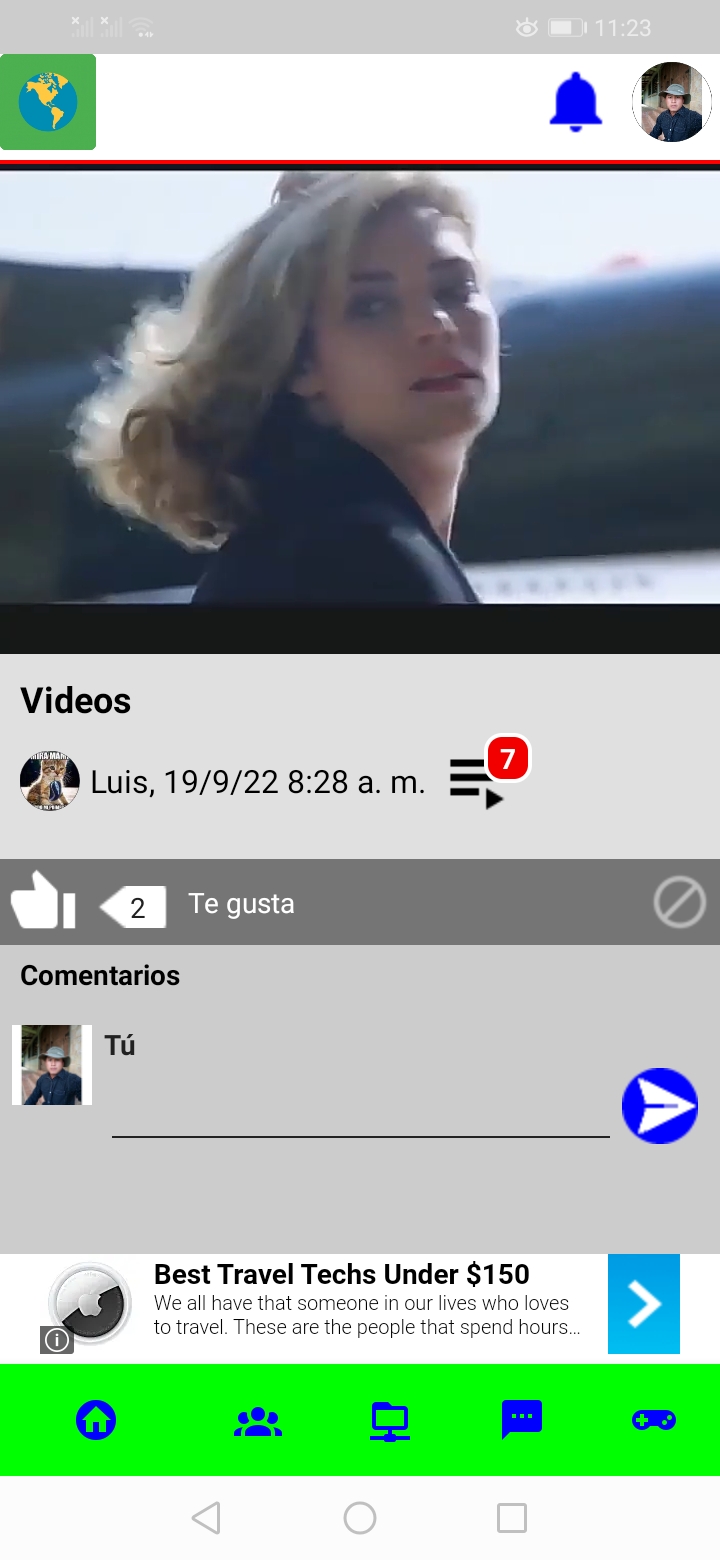 11:23
Videos
Luis, 19/9/22 8:28 a. m.
7
2
Te gusta
Comentarios
Tú
Best Travel Techs Under $150
We all have that someone in our lives who loves
to travel. These are the people that spend hours...